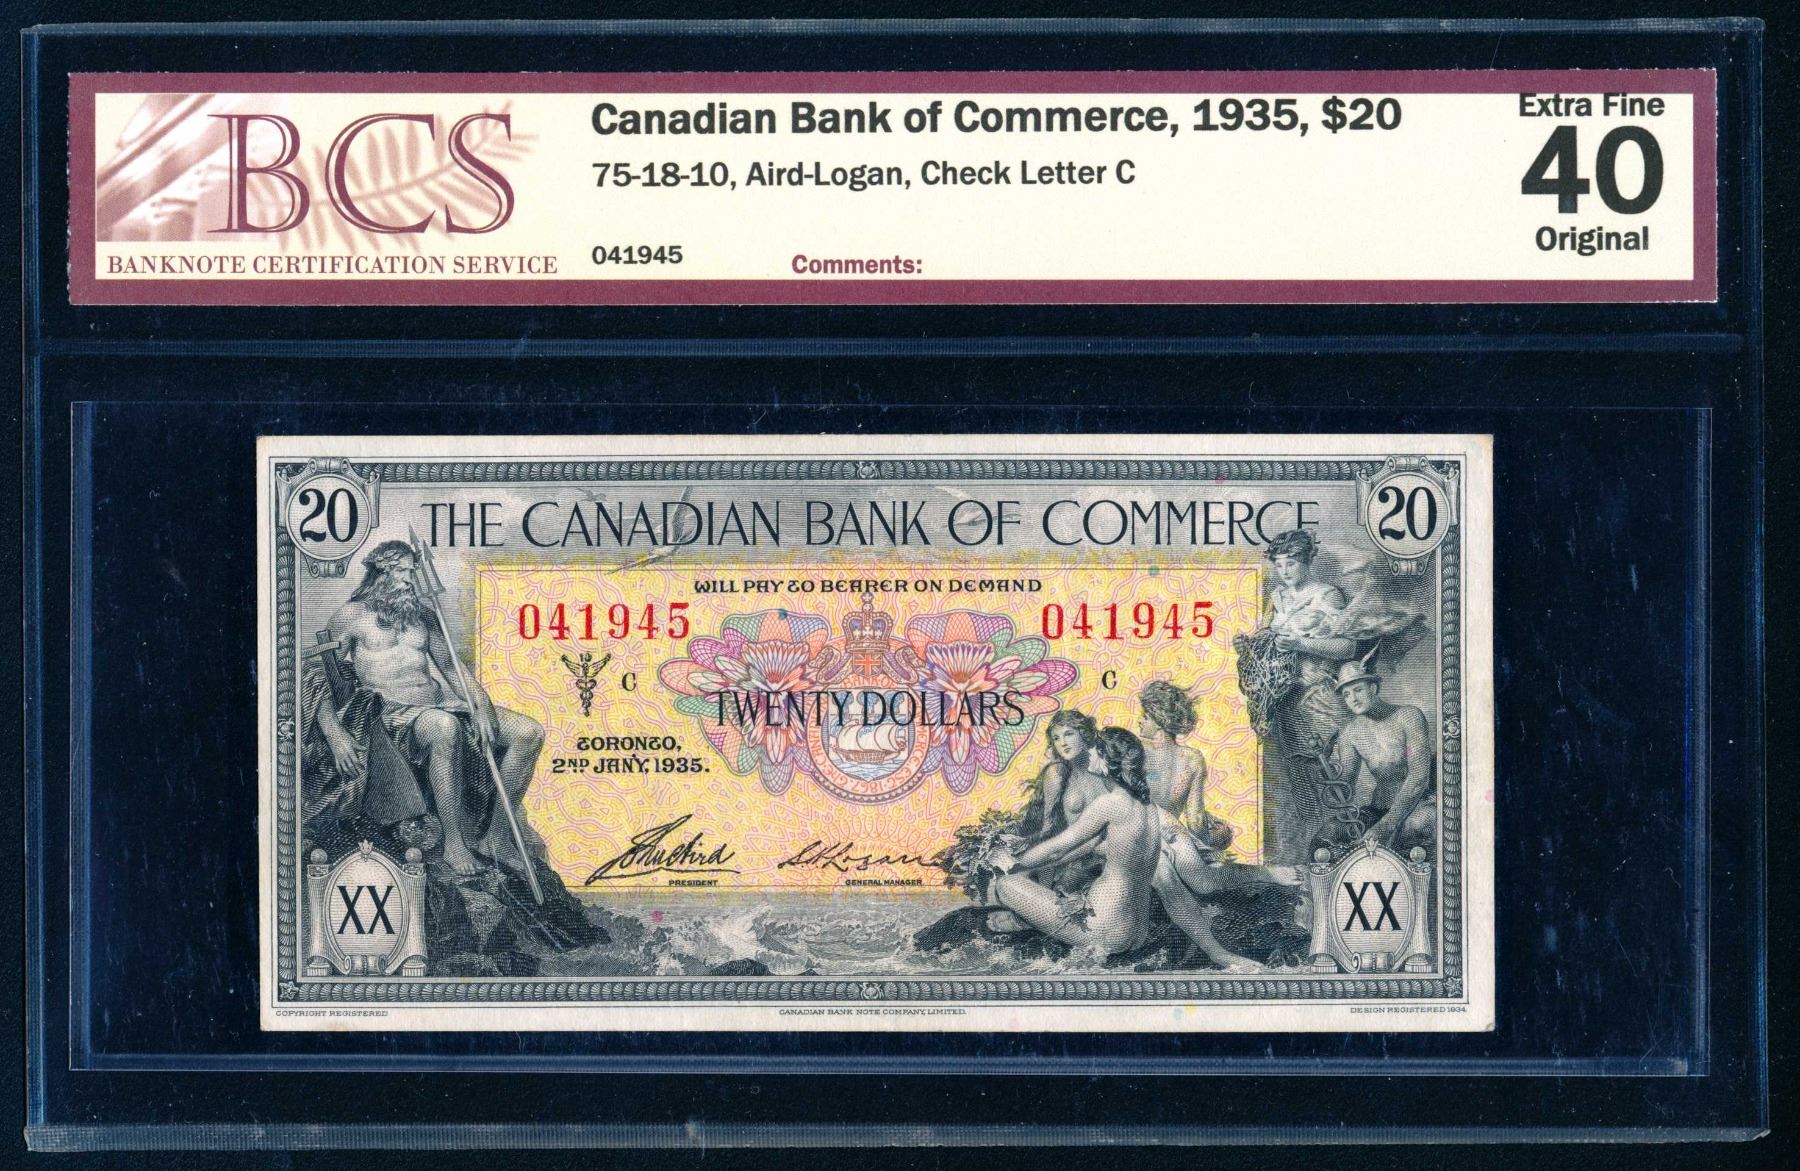 BCS
BANKNOTE CERTIFICATION SERVICE
Canadian Bank of Commerce, 1935, $20
75-18-10, Aird-Logan, Check Letter C
041945
Comments:
Extra Fine
40
Original
20
THE CANADIAN BANK OF COMMERCE
20
WILL PAY TO BEARER ON DEMAND
041945
041945
C
C
TWENTY DOLLARS
TORONTO,
2ND JANY, 1935.
John Aird
S H Logan
PRESIDENT
GENERAL MANAGER
XX
XX
COPYRIGHT REGISTERED
CANADIAN BANK NOTE COMPANY, LIMITED.
DESIGN REGISTERED 1934